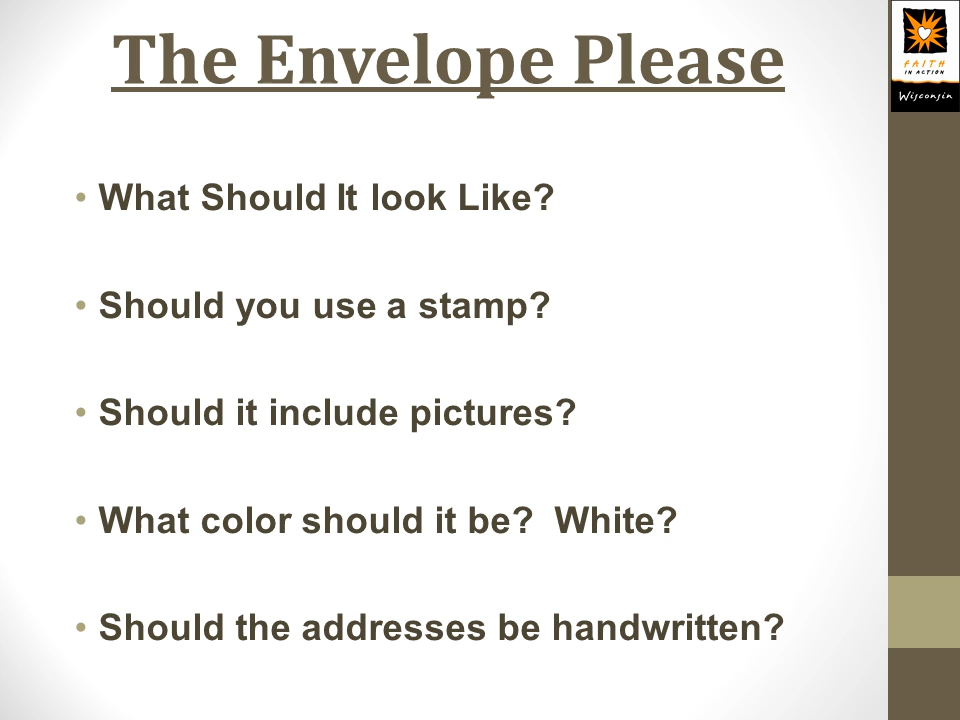 The Envelope Please
FAITH
IN ACTION
Wisconsin
• What Should It look Like?
• Should you use a stamp?
• Should it include pictures?
• What color should it be?  White?
• Should the addresses be handwritten?